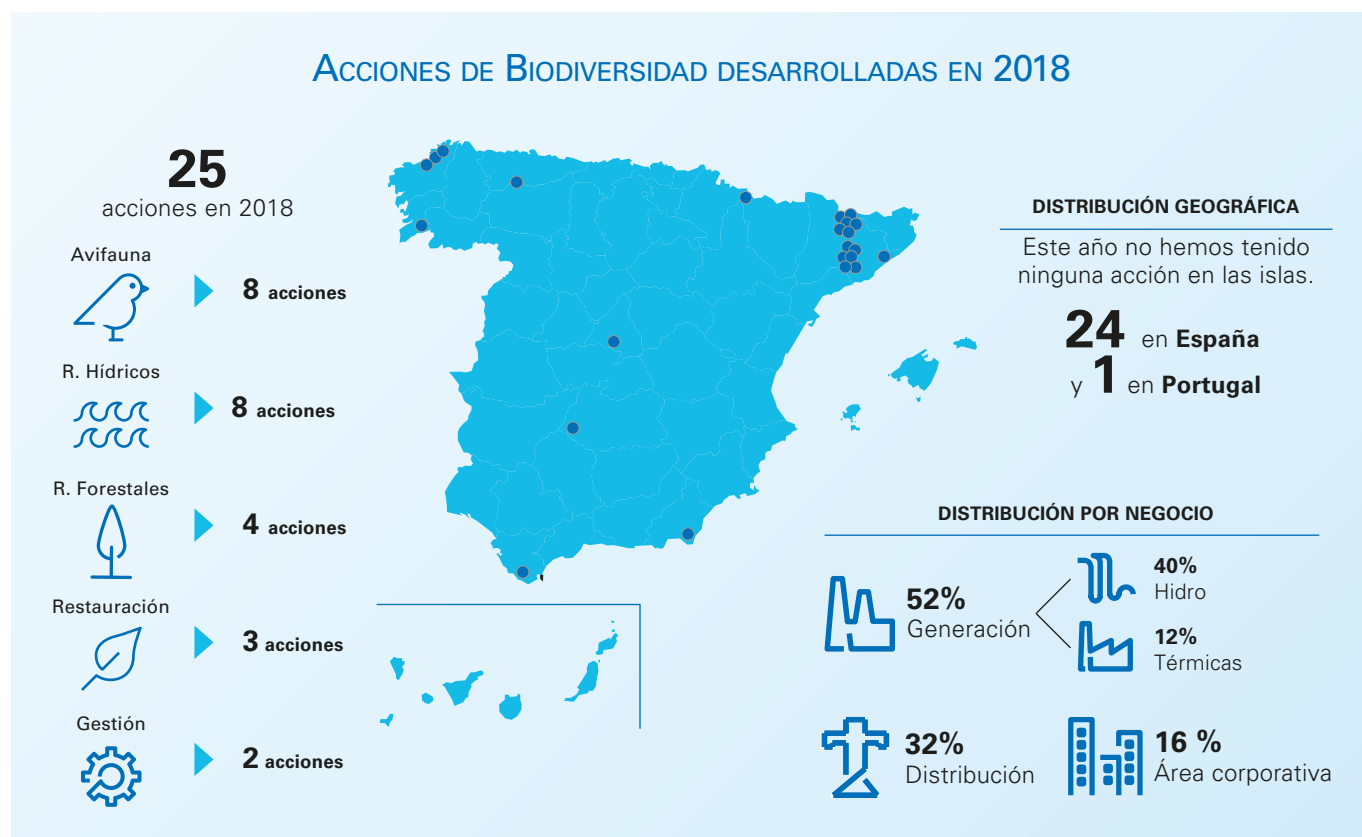 ACCIONES DE BIODIVERSIDAD DESARROLLADAS EN 2018
25
acciones en 2018
Avifauna
8 acciones
R. Hídricos
8 acciones
R. Forestales
4 acciones
Restauración
3 acciones
Gestión
2 acciones
DISTRIBUCIÓN GEOGRÁFICA
Este año no hemos tenido
ninguna acción en las islas.
24 en España
y 1 en Portugal
DISTRIBUCIÓN POR NEGOCIO
52%
Generación
40%
Hidro
12%
Térmicas
32%
Distribución
16 %
Área corporativa